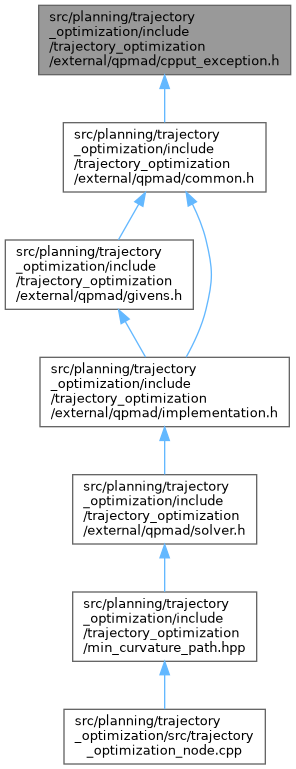 src/planning/trajectory
_optimization/include
/trajectory_optimization
/external/qpmad/cpput_exception.h
src/planning/trajectory
_optimization/include
/trajectory_optimization
/external/qpmad/common.h
src/planning/trajectory
_optimization/include
/trajectory_optimization
/external/qpmad/givens.h
src/planning/trajectory
_optimization/include
/trajectory_optimization
/external/qpmad/implementation.h
src/planning/trajectory
_optimization/include
/trajectory_optimization
/external/qpmad/solver.h
src/planning/trajectory
_optimization/include
/trajectory_optimization
/min_curvature_path.hpp
src/planning/trajectory
_optimization/src/trajectory
_optimization_node.cpp